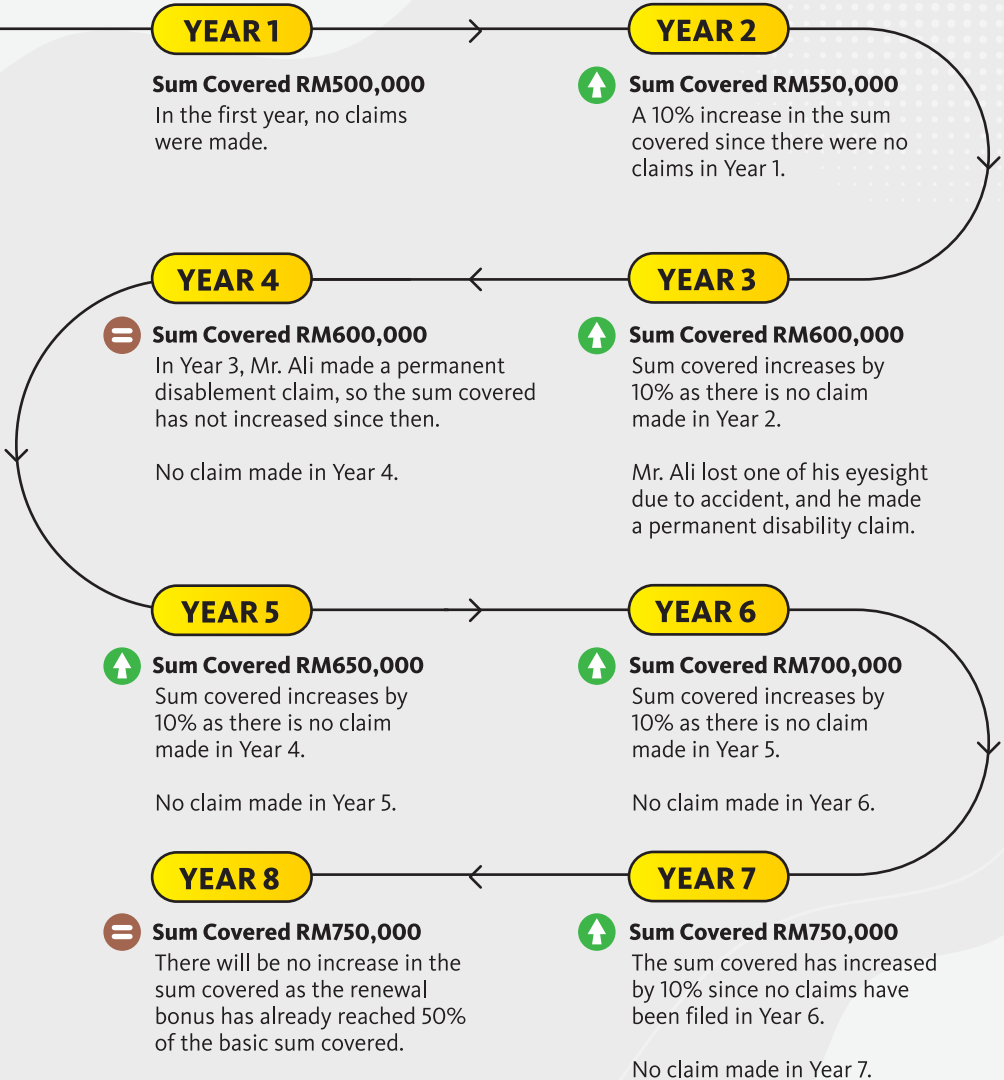 YEAR 1
Sum Covered RM500,000
In the first year, no claims
were made.
YEAR 2
Sum Covered RM550,000
A 10% increase in the sum
covered since there were no
claims in Year 1.
YEAR 3
Sum Covered RM600,000
Sum covered increases by
10% as there is no claim
made in Year 2.
Mr. Ali lost one of his eyesight
due to accident, and he made
a permanent disability claim.
YEAR 4
Sum Covered RM600,000
In Year 3, Mr. Ali made a permanent
disablement claim, so the sum covered
has not increased since then.
No claim made in Year 4.
YEAR 5
Sum Covered RM650,000
Sum covered increases by
10% as there is no claim
made in Year 4.
No claim made in Year 5.
YEAR 6
Sum Covered RM700,000
Sum covered increases by
10% as there is no claim
made in Year 5.
No claim made in Year 6.
YEAR 7
Sum Covered RM750,000
The sum covered has increased
by 10% since no claims have
been filed in Year 6.
No claim made in Year 7.
YEAR 8
Sum Covered RM750,000
There will be no increase in the
sum covered as the renewal
bonus has already reached 50%
of the basic sum covered.